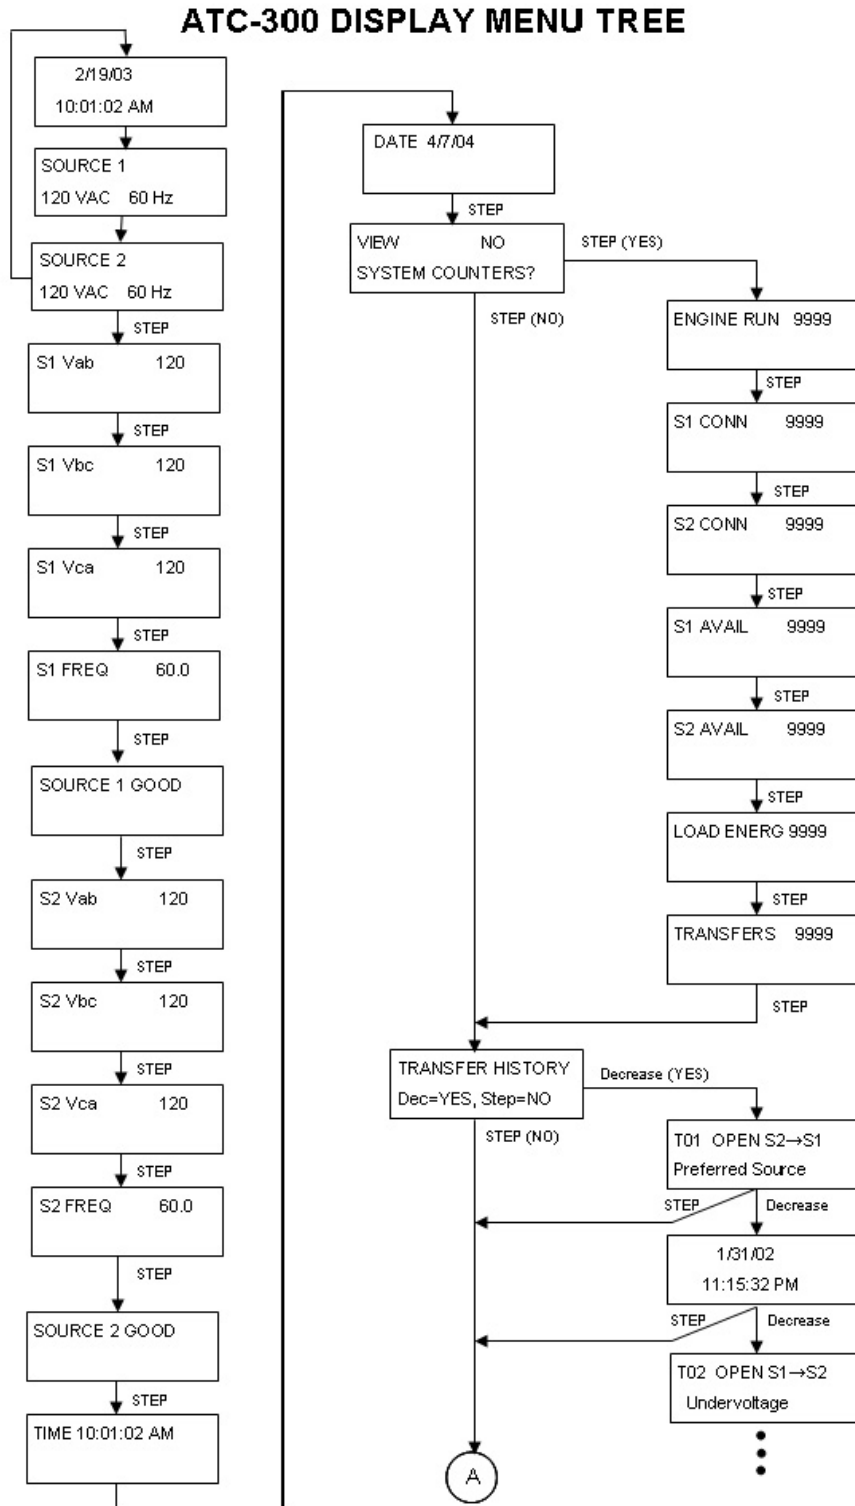 ATC-300 DISPLAY MENU TREE
2/19/03
10:01:02 AM
SOURCE 1
120 VAC 60 Hz
SOURCE 2
120 VAC 60 Hz
STEP
S1 Vab 120
STEP
S1 Vbc 120
STEP
S1 Vca 120
STEP
S1 FREQ 60.0
STEP
SOURCE 1 GOOD
STEP
S2 Vab 120
STEP
S2 Vbc 120
STEP
S2 Vca 120
STEP
S2 FREQ 60.0
STEP
SOURCE 2 GOOD
STEP
TIME 10:01:02 AM
DATE 4/7/04
STEP
VIEW NO
SYSTEM COUNTERS?
STEP (YES)
STEP (NO)
ENGINE RUN 9999
STEP
S1 CONN 9999
STEP
S2 CONN 9999
STEP
S1 AVAIL 9999
STEP
S2 AVAIL 9999
STEP
LOAD ENERG 9999
STEP
TRANSFERS 9999
STEP
TRANSFER HISTORY
Dec=YES, Step=NO
Decrease (YES)
STEP (NO)
T01 OPEN S2→S1
Preferred Source
STEP
Decrease
1/31/02
11:15:32 PM
STEP
Decrease
T02 OPEN S1→S2
Undervoltage
A